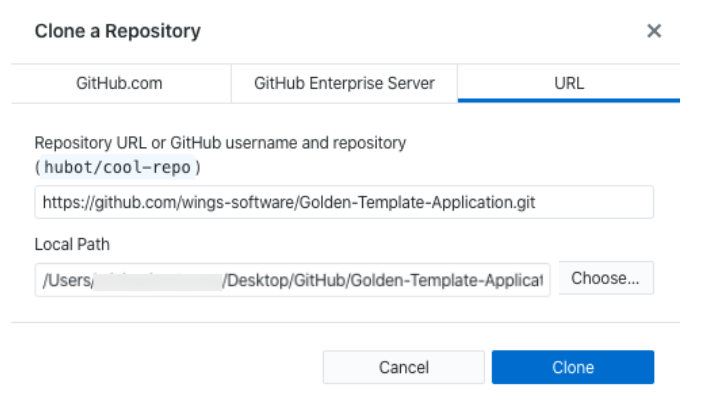 Clone a Repository
GitHub.com
GitHub Enterprise Server
URL
Repository URL or GitHub username and repository
(hubot/cool-repo)
https://github.com/wings-software/Golden-Template-Application.git
Local Path
/Users/ /Desktop/GitHub/Golden-Template-Applicat
Choose...
Cancel
Clone